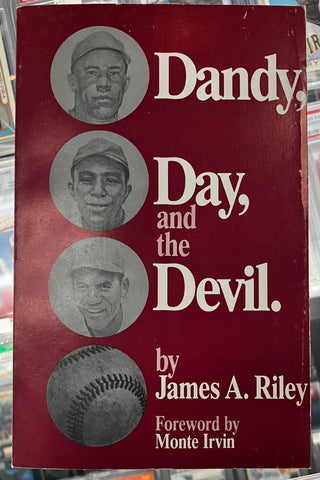 Dandy,
Day,
and
the
Devil.
by
James A. Riley
Foreword by
Monte Irvin